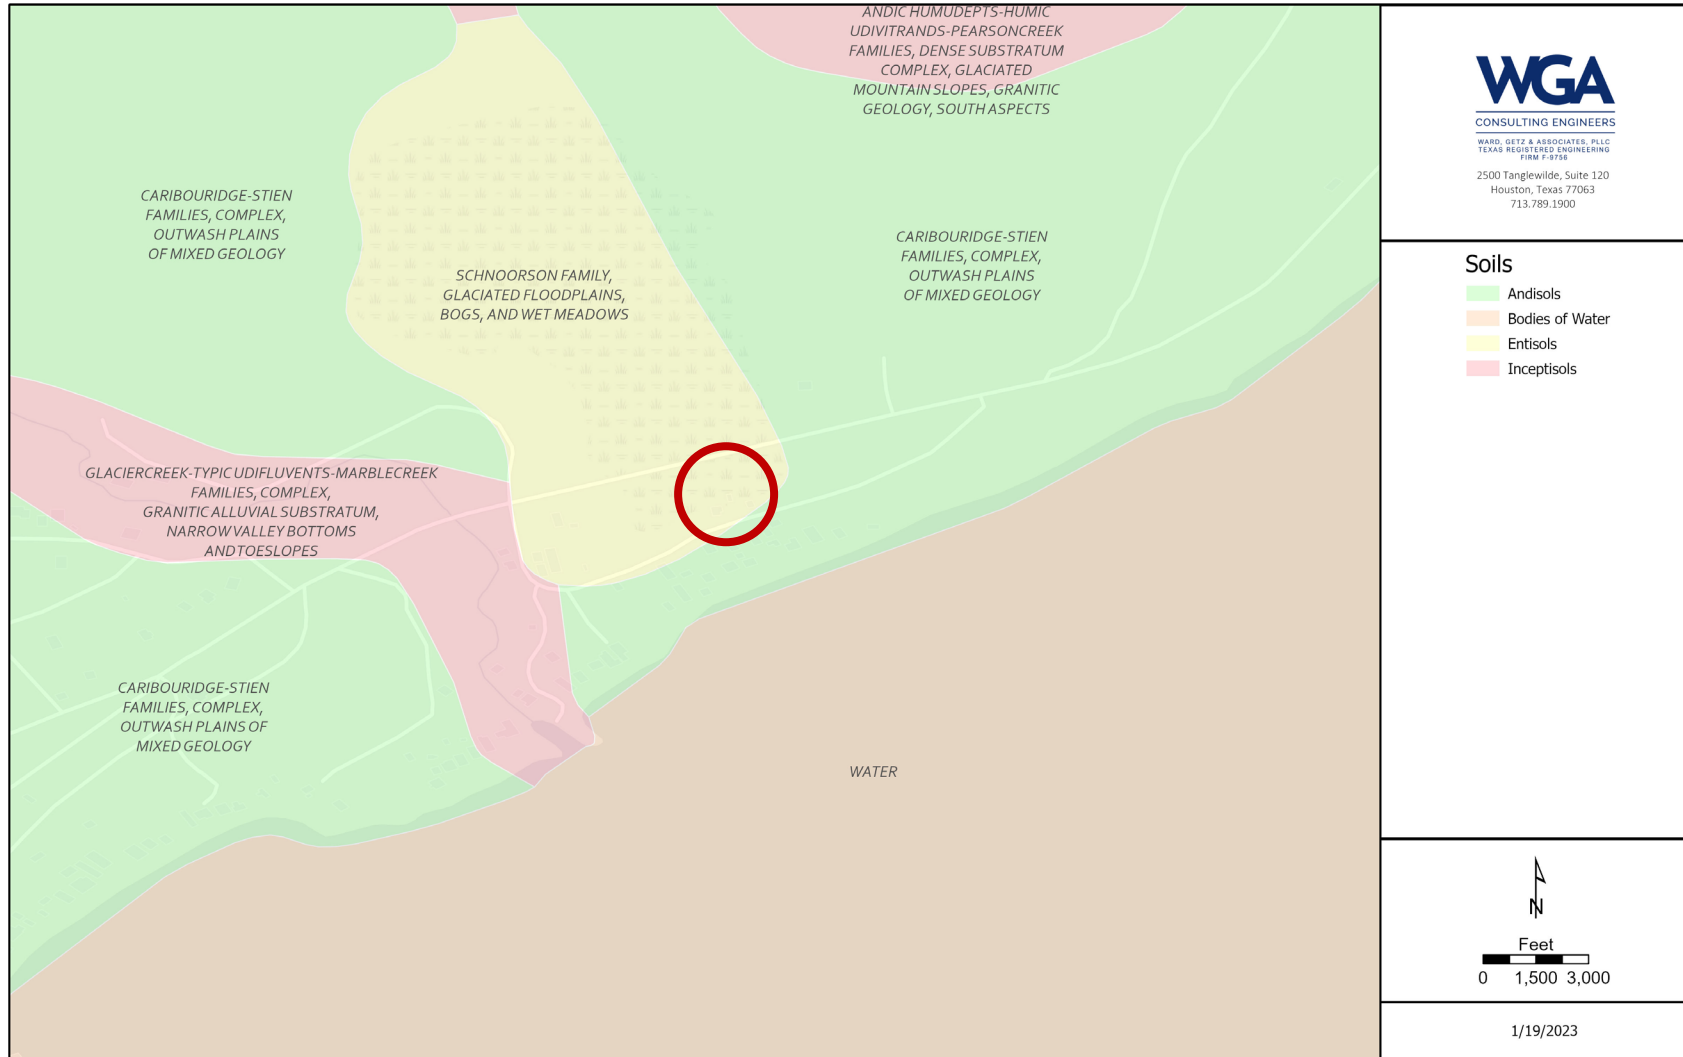 ANDIC HUMUDEPTS-HUMIC
UDIVITRANDS-PEARSONCREEK
FAMILIES, DENSE SUBSTRATUM
COMPLEX, GLACIATED
MOUNTAIN SLOPES, GRANITIC
GEOLOGY, SOUTH ASPECTS
CARIBOURIDGE-STIEN
FAMILIES, COMPLEX,
OUTWASH PLAINS
OF MIXED GEOLOGY
CARIBOURIDGE-STIEN
FAMILIES, COMPLEX,
OUTWASH PLAINS
OF MIXED GEOLOGY
SCHNOORSON FAMILY,
GLACIATED FLOODPLAINS,
BOGS, AND WET MEADOWS
GLACIERCREEK-TYPIC UDIFLUVENTS-MARBLECREEK
FAMILIES, COMPLEX,
GRANITIC ALLUVIAL SUBSTRATUM,
NARROW VALLEY BOTTOMS
AND TOESLOPES
CARIBOURIDGE-STIEN
FAMILIES, COMPLEX,
OUTWASH PLAINS OF
MIXED GEOLOGY
WATER
WGA
CONSULTING ENGINEERS
WARD, GETZ & ASSOCIATES, PLLC
TEXAS REGISTERED ENGINEERING
FIRM F-9756
2500 Tanglewilde, Suite 120
Houston, Texas 77063
713.789.1900
Soils
Andisols
Bodies of Water
Entisols
Inceptisols
N
Feet
0 1,500 3,000
1/19/2023